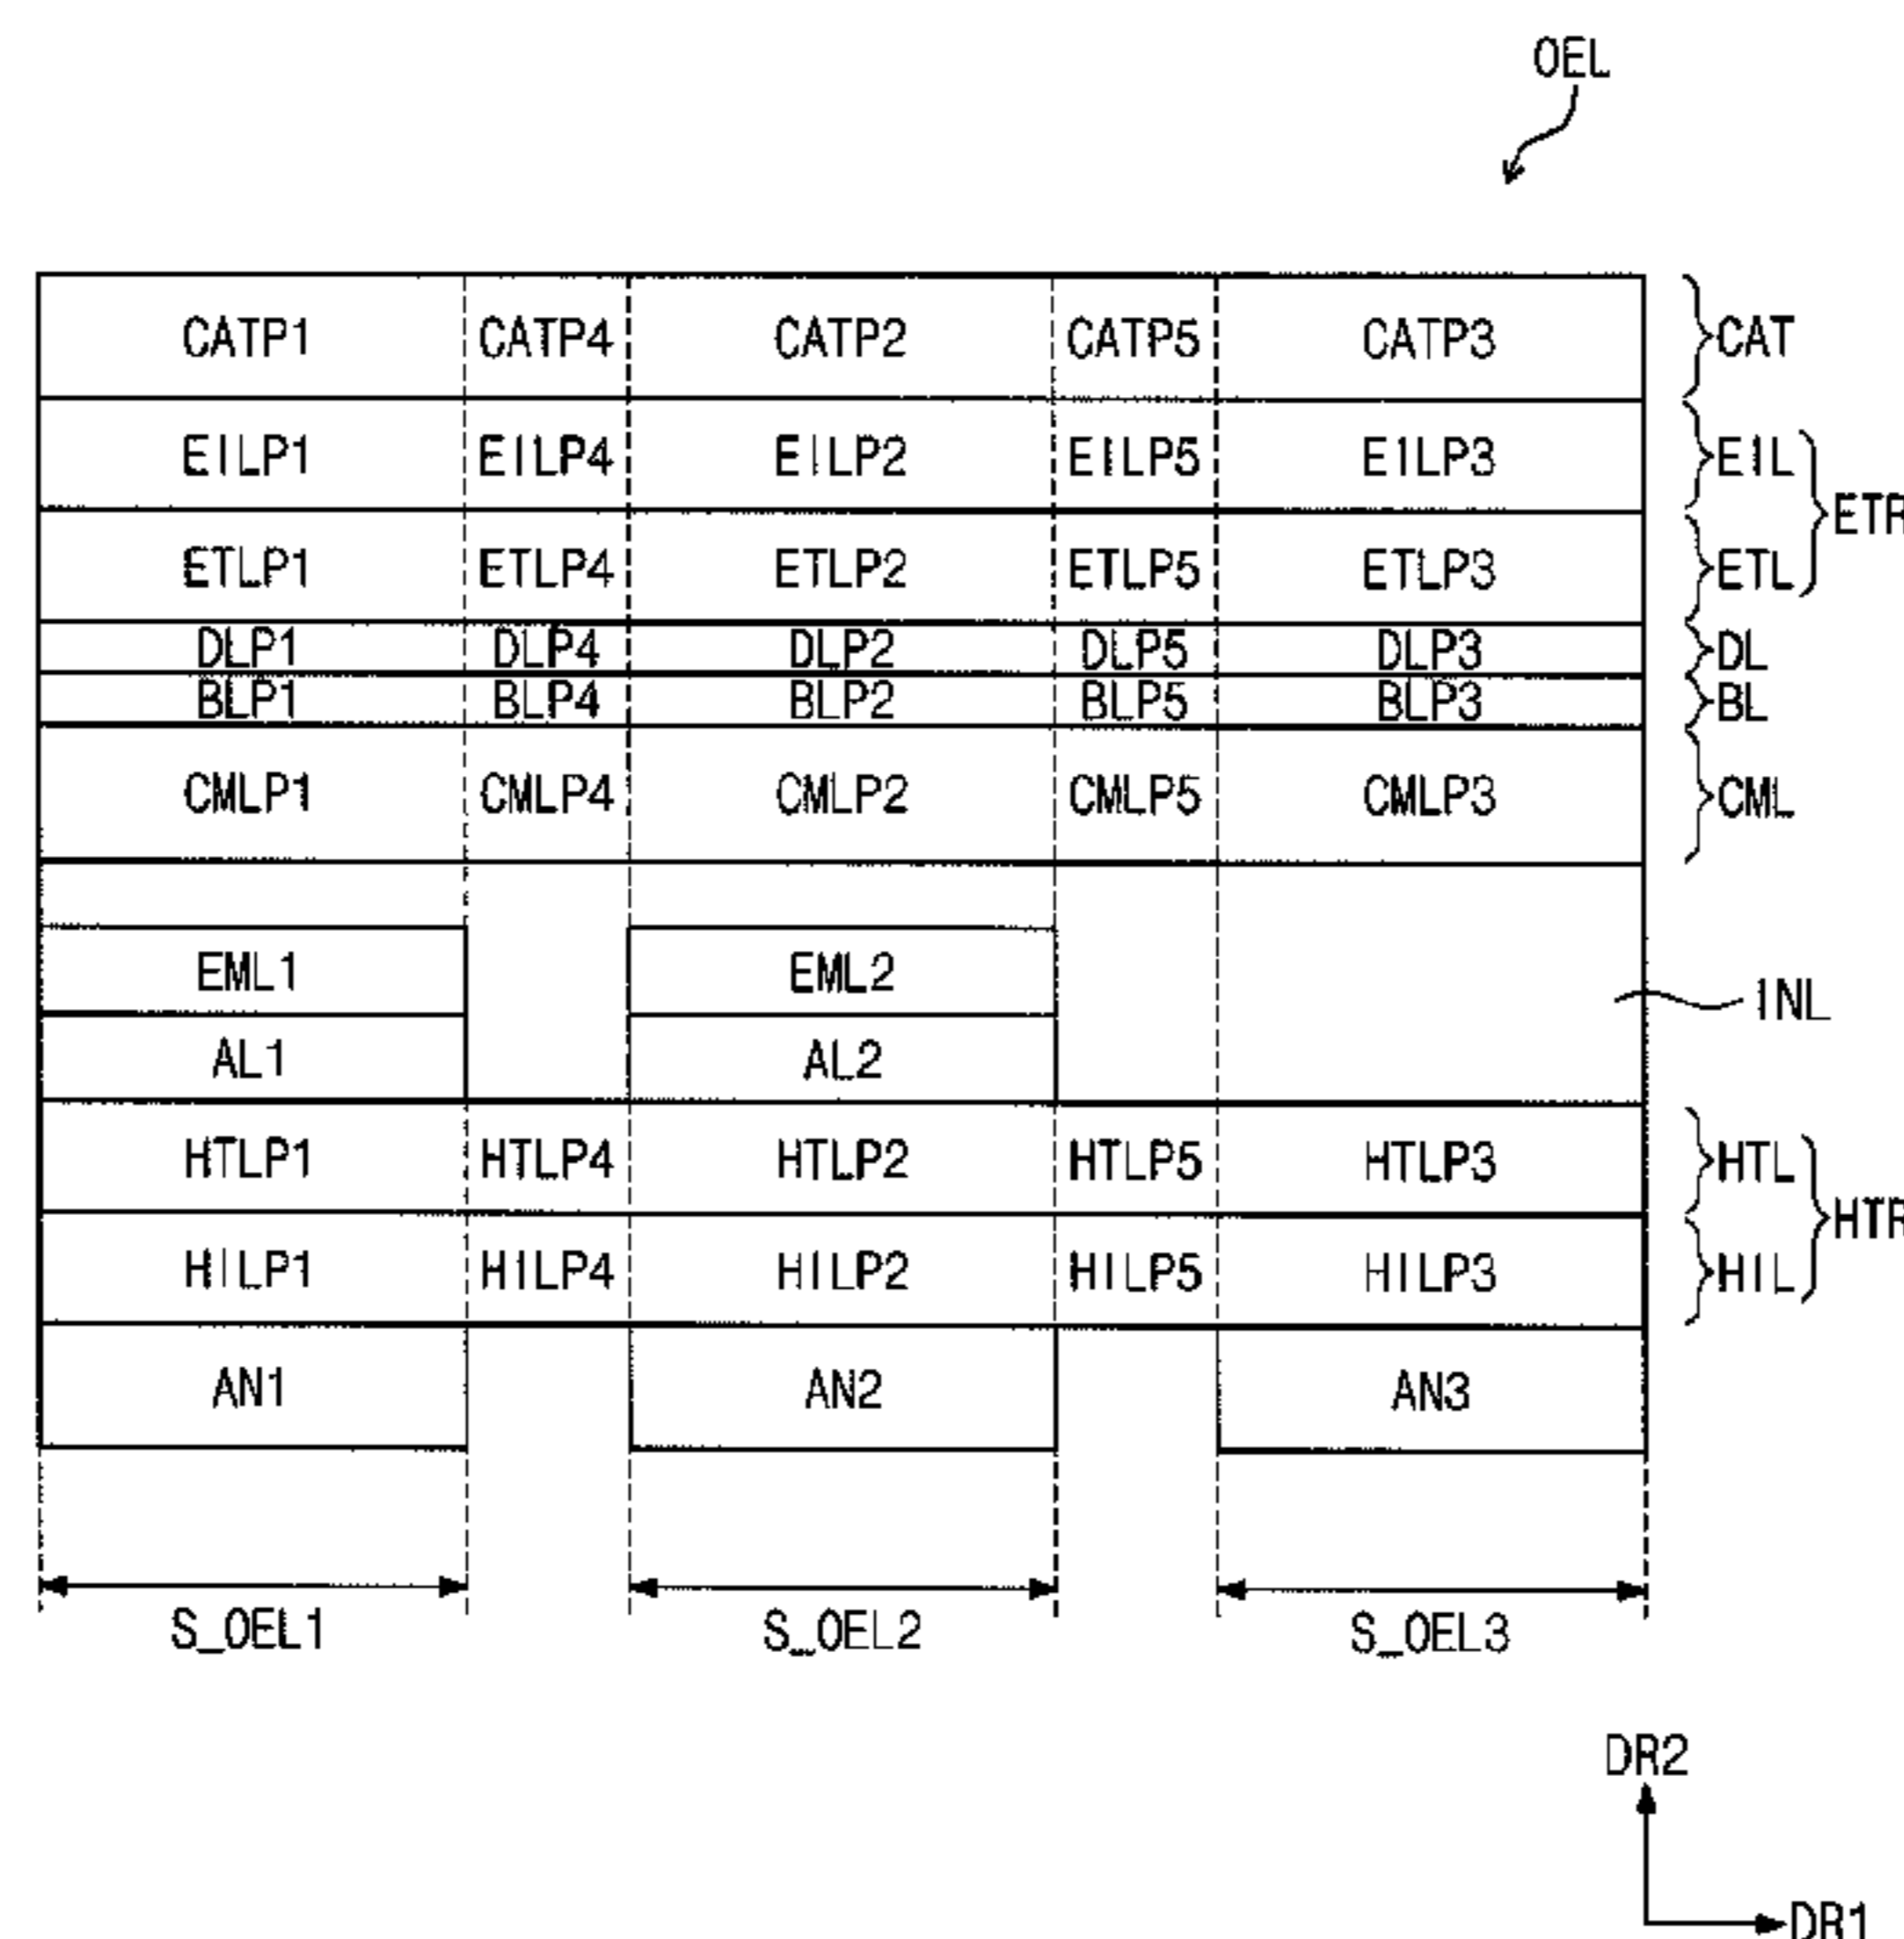 OEL
CATP1 CATP4 CATP2 CATP5 CATP3 CAT
EILP1 EILP4 EILP2 EILP5 EILP3 EIL
ETR
ETLP1 ETLP4 ETLP2 ETLP5 ETLP3 ETL
DLP1 DLP4 DLP2 DLP5 DLP3 DL
BLP1 BLP4 BLP2 BLP5 BLP3 BL
CMLP1 CMLP4 CMLP2 CMLP5 CMLP3 CML
EML1 EML2
INL
AL1 AL2
HTLP1 HTLP4 HTLP2 HTLP5 HTLP3 HTL
HTR
HILP1 HILP4 HILP2 HILP5 HILP3 HIL
AN1 AN2 AN3
S_OEL1 S_OEL2 S_OEL3
DR2
DR1